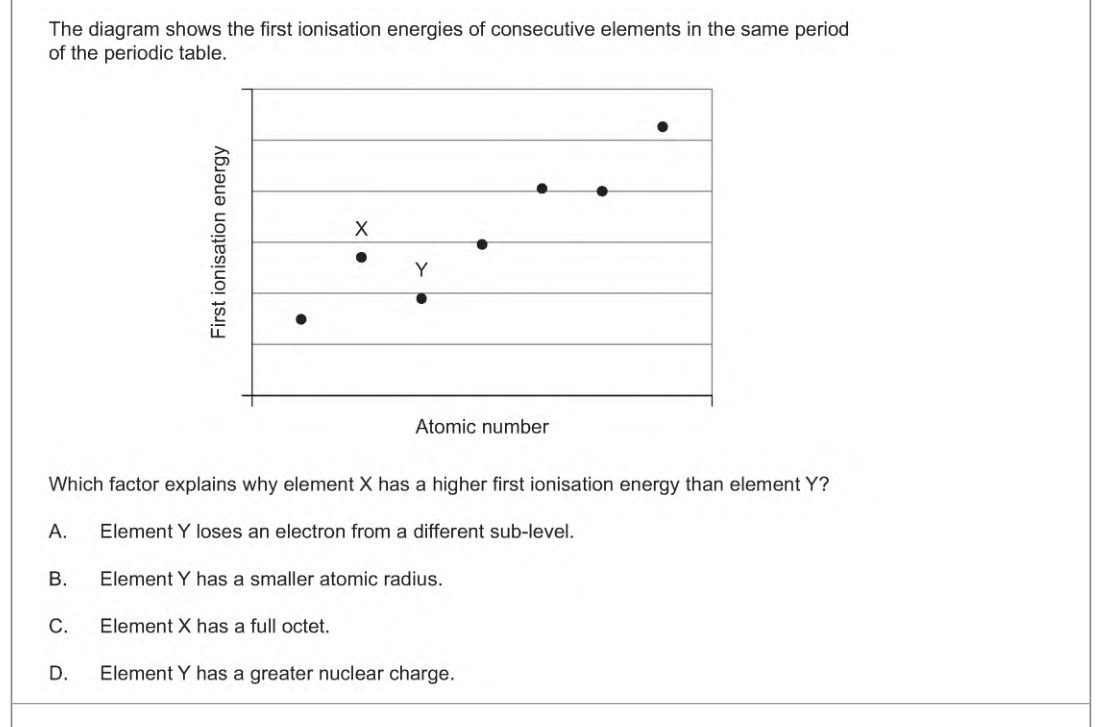 The diagram shows the first ionisation energies of consecutive elements in the same period
of the periodic table.
First ionisation energy
X
Y
Atomic number
Which factor explains why element X has a higher first ionisation energy than element Y?
A. Element Y loses an electron from a different sub-level.
B. Element Y has a smaller atomic radius.
C. Element X has a full octet.
D. Element Y has a greater nuclear charge.